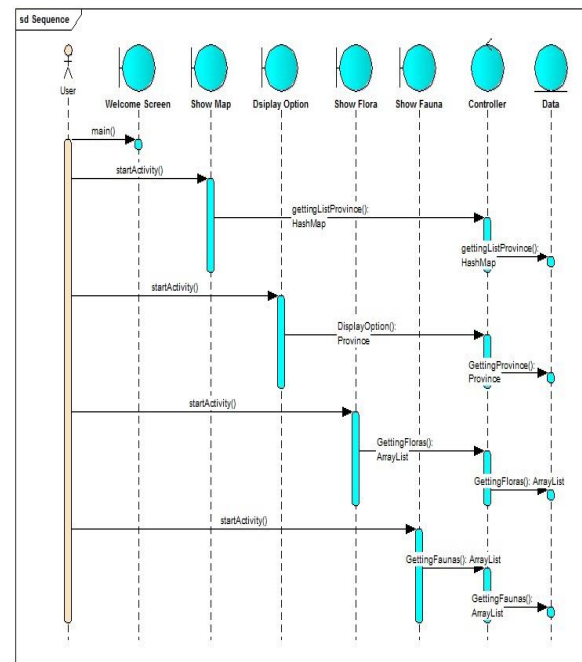 sd Sequence
User
Welcome Screen
Show Map
Dsiplay Option
Show Flora
Show Fauna
Controller
Data
main()
startActivity()
gettingListProvince():
HashMap
gettingListProvince():
HashMap
startActivity()
DisplayOption():
Province
GettingProvince():
Province
startActivity()
GettingFloras():
ArrayList
GettingFloras(): ArrayList
startActivity()
GettingFaunas(): ArrayList
GettingFaunas():
ArrayList